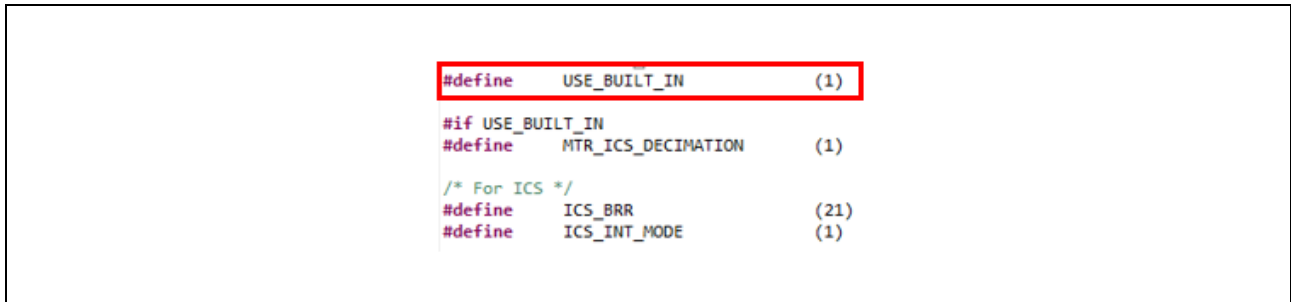 #define USE_BUILT_IN (1)
#if USE_BUILT_IN
#define MTR_ICS_DECIMATION (1)
/* For ICS */
#define ICS_BRR (21)
#define ICS_INT_MODE (1)